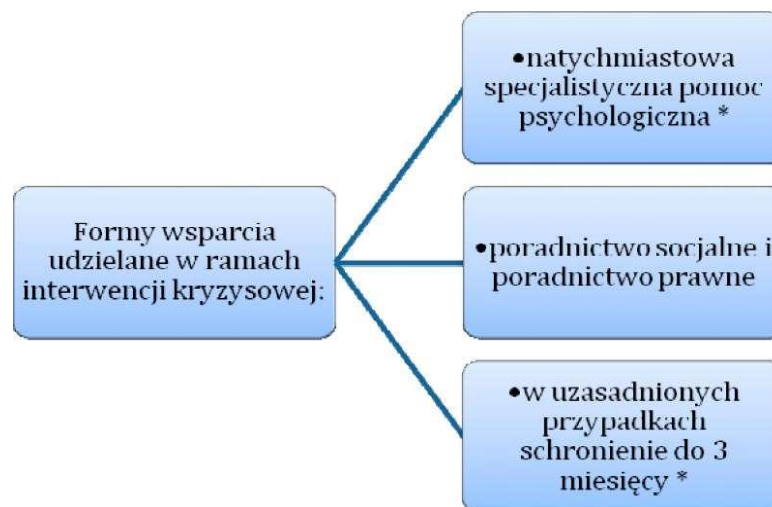 Formy wsparcia
udzielane w ramach
interwencji kryzysowej:
•natychmiastowa
specjalistyczna pomoc
psychologiczna *
•poradnictwo socjalne i
poradnictwo prawne
•w uzasadnionych
przypadkach
schronienie do 3
miesięcy *